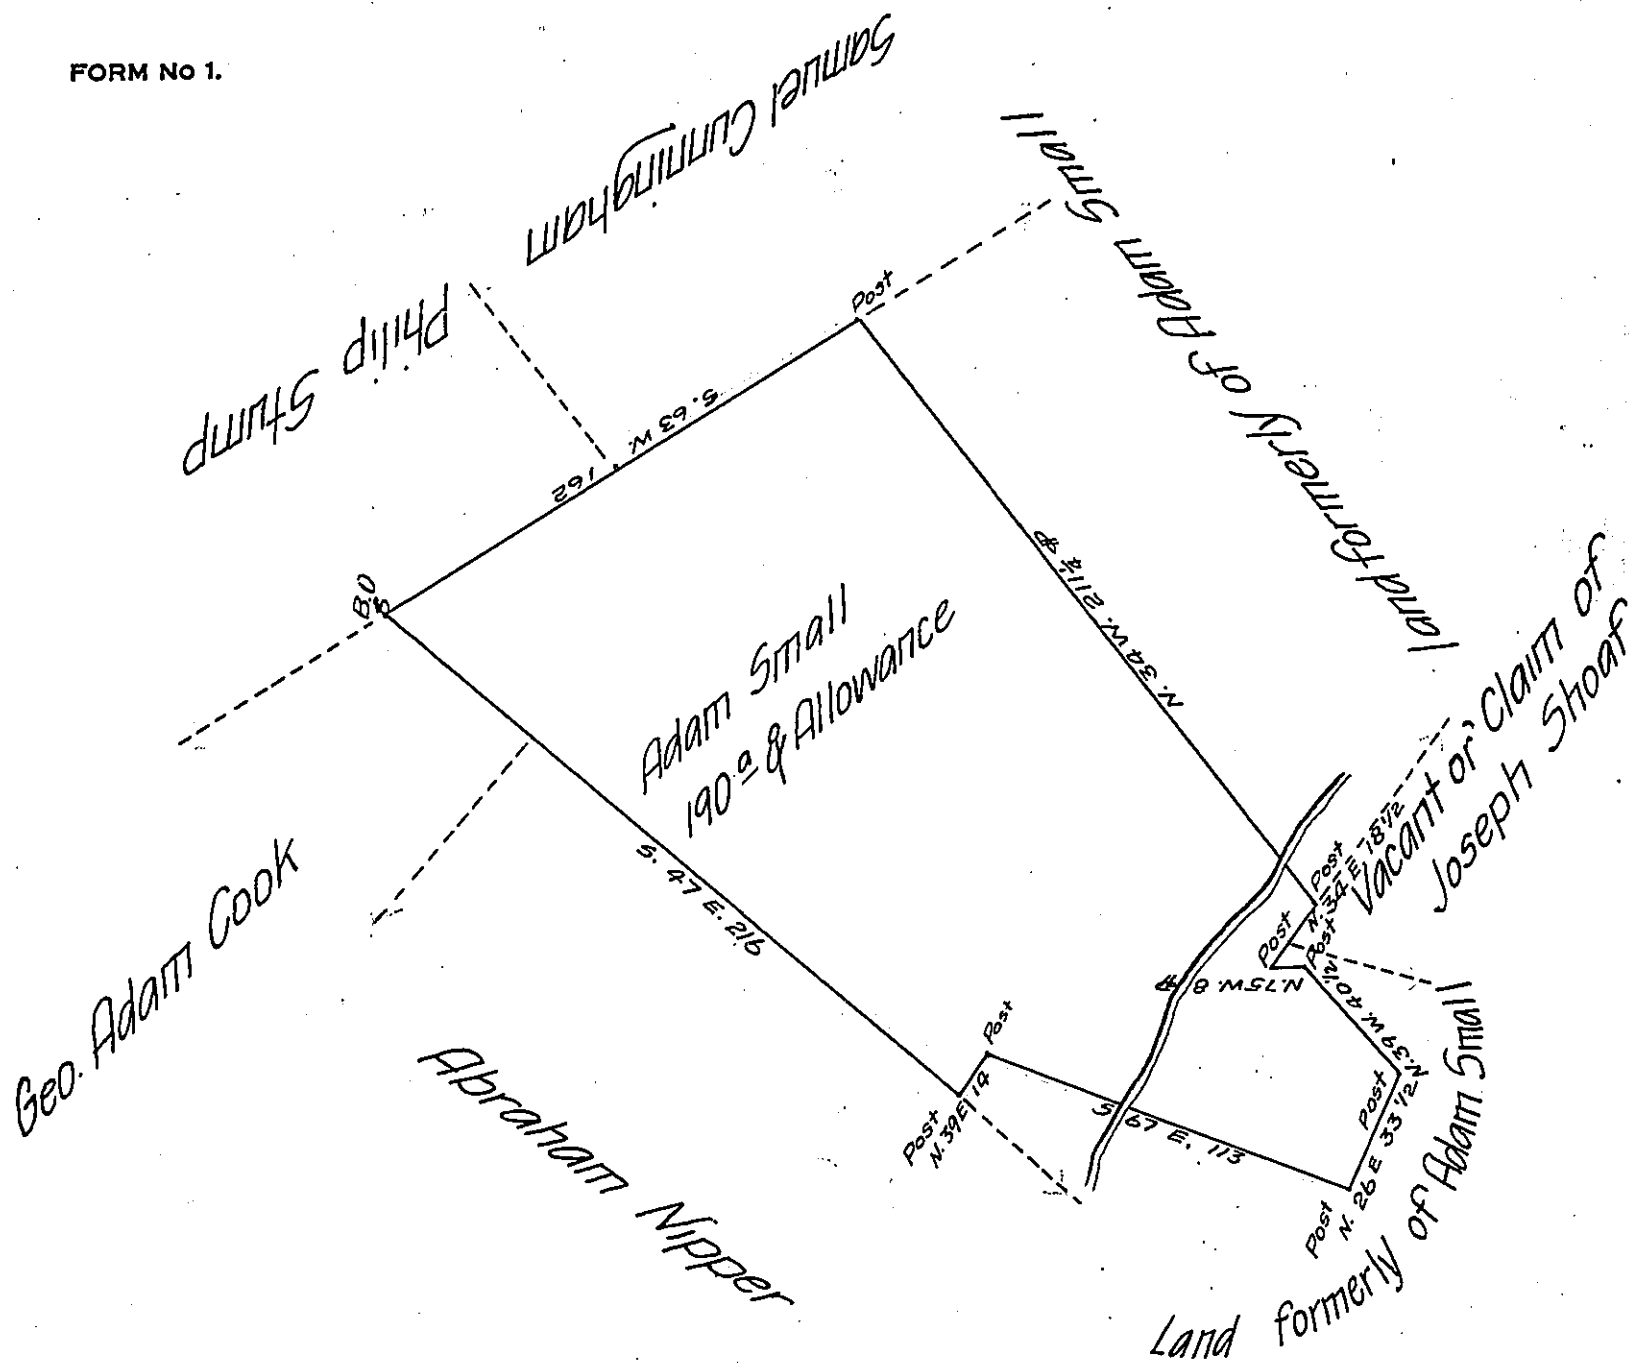 FORM No 1.
Samuel Cunningham
Philip Stump
land formerly of Adam Small
Post
S. 63 W.
162
B.O
N. 34 W. 211¼ P
Adam Small
190 a & Allowance
Vacant or Claim of
Joseph Shoaf
S. 47 E. 216
Geo. Adam Cook
Abraham Nipper
Post
N. 34 E 18½
Post
Post
N. 75 W. 8 P
N. 39 W. 40½
Post
N. 26 E 33½
Post
S 67 E. 113
Post
N. 39 E 14
Post
Land formerly of Adam Small